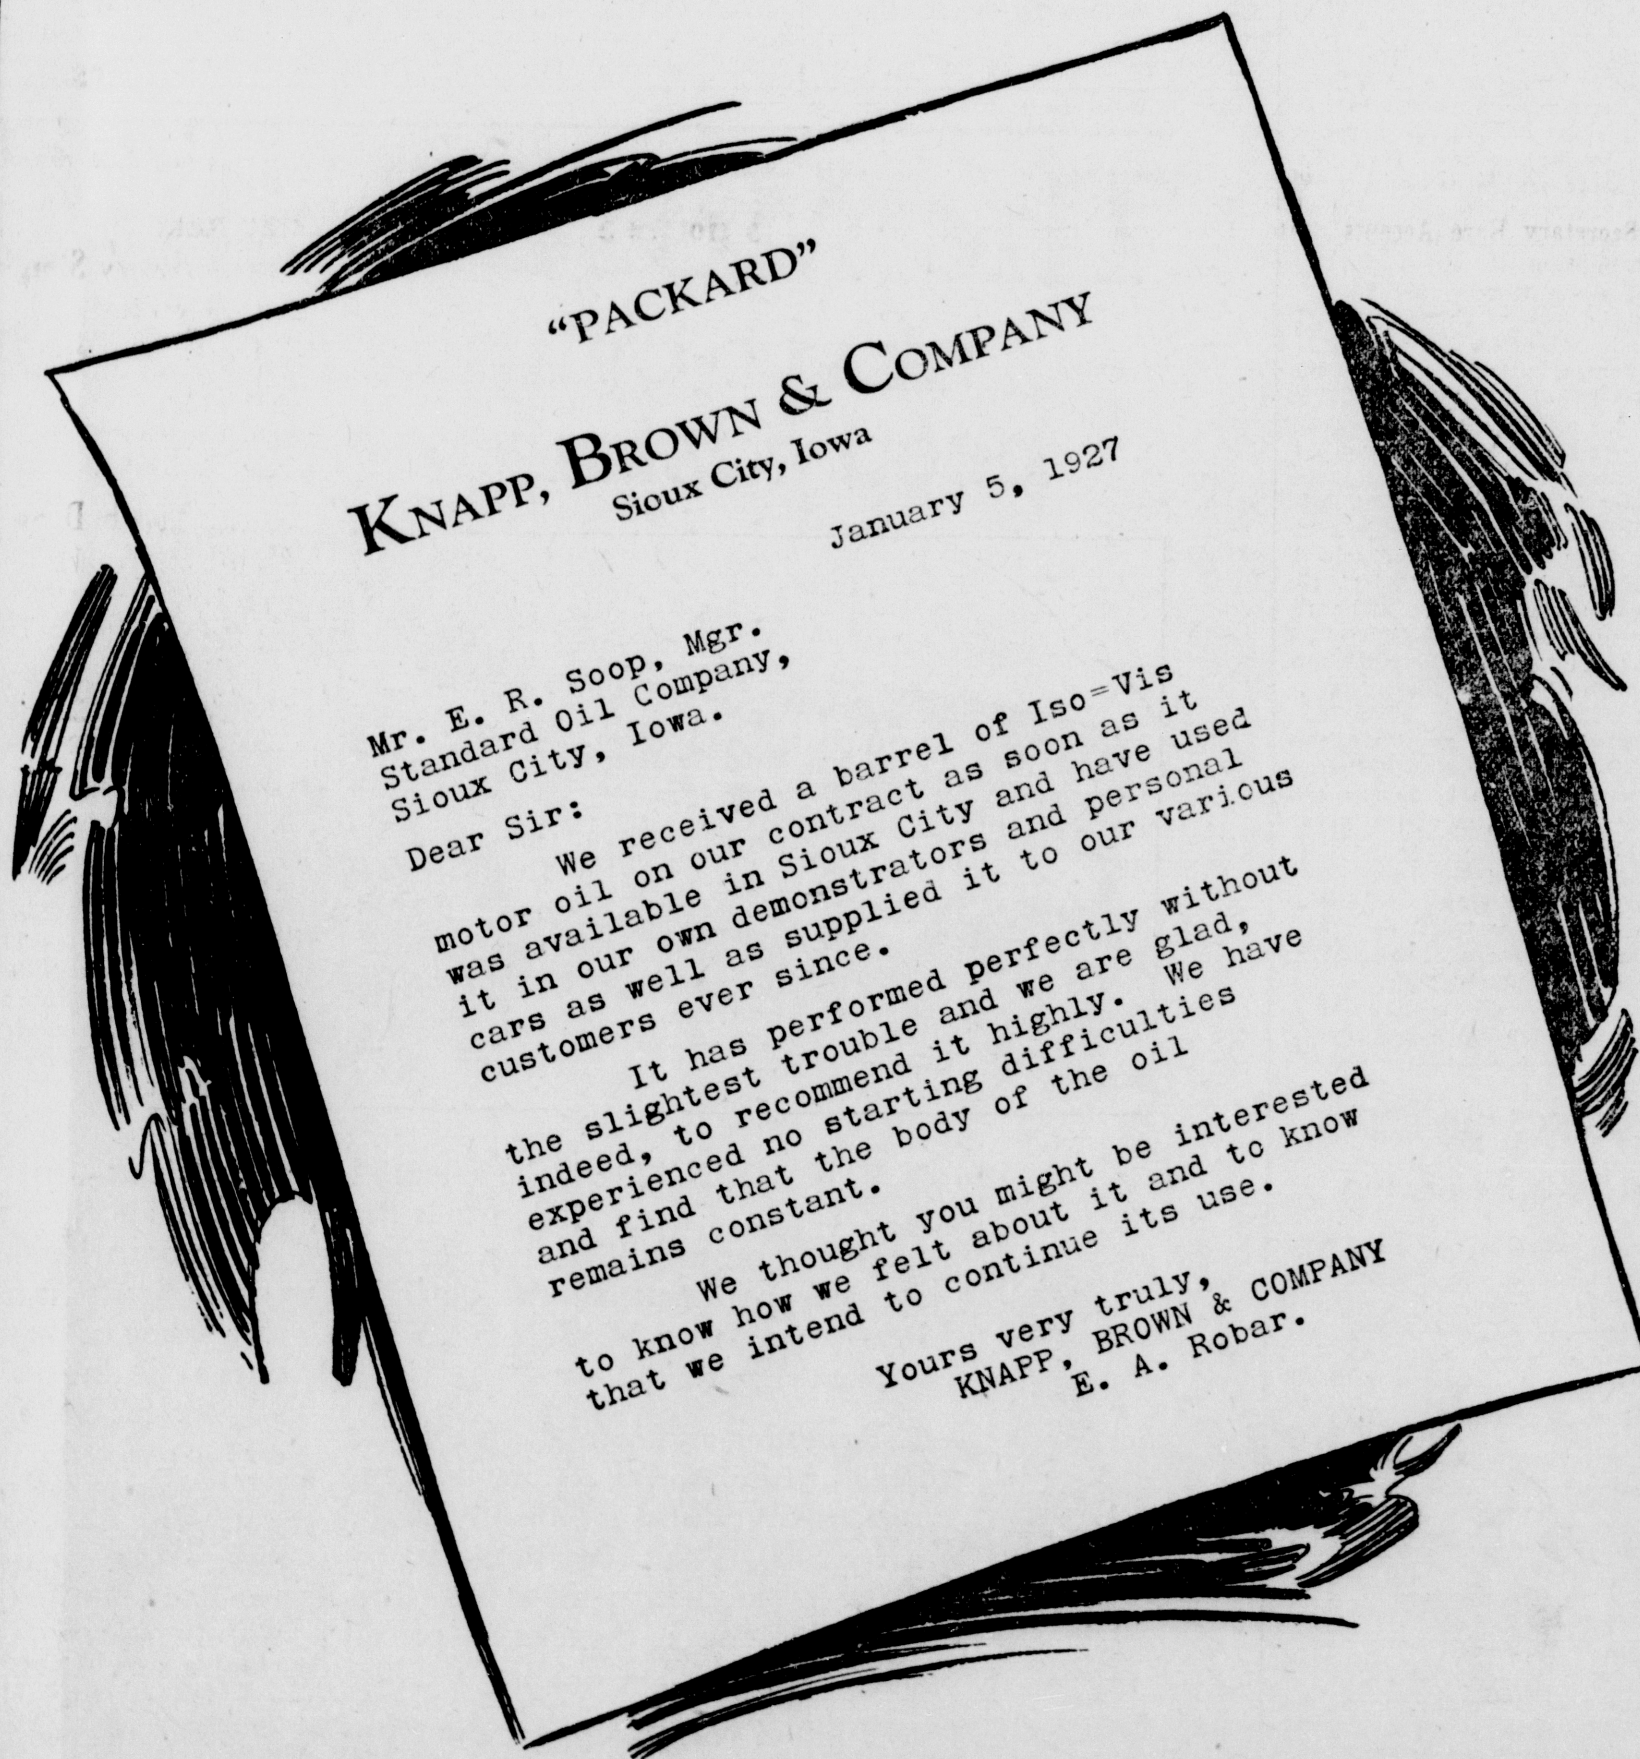 “PACKARD”
KNAPP, BROWN & COMPANY
Sioux City, Iowa
January 5, 1927
Mr. E. R. Soop, Mgr.
Standard Oil Company,
Sioux City, Iowa.
Dear Sir:
We received a barrel of Iso=Vis
motor oil on our contract as soon as it
was available in Sioux City and have used
it in our own demonstrators and personal
cars as well as supplied it to our various
customers ever since.
It has performed perfectly without
the slightest trouble and we are glad,
indeed, to recommend it highly. We have
experienced no starting difficulties
and find that the body of the oil
remains constant.
We thought you might be interested
to know how we felt about it and to know
that we intend to continue its use.
Yours very truly,
KNAPP, BROWN & COMPANY
E. A. Robar.